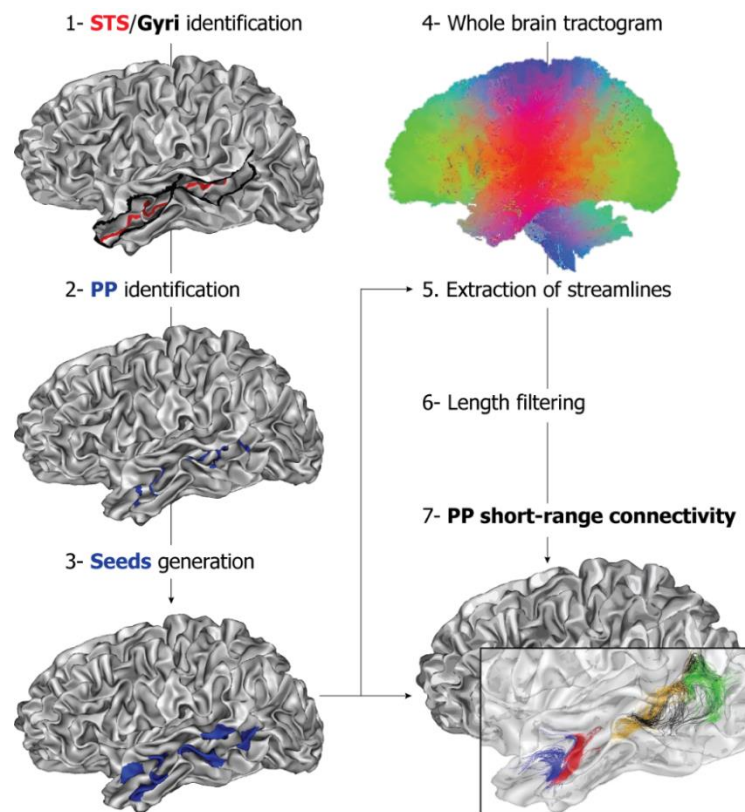 1- STS/Gyri identification
2- PP identification
3- Seeds generation
4- Whole brain tractogram
5. Extraction of streamlines
6- Length filtering
7- PP short-range connectivity